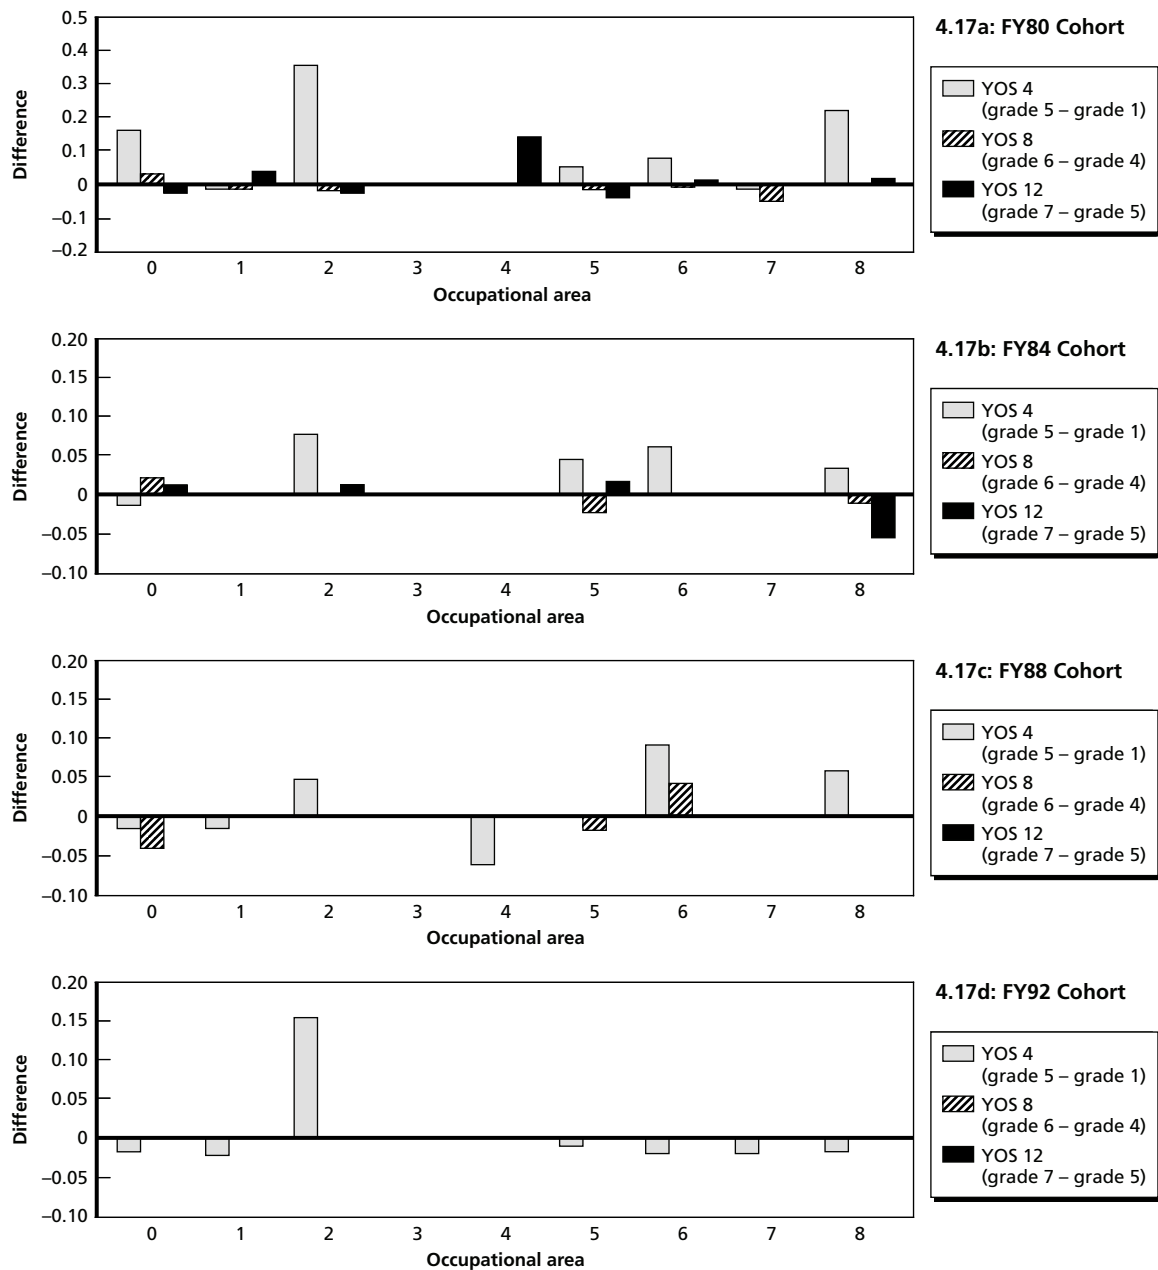 4.17a: FY80 Cohort
0.5
0.4
0.3
0.2
0.1
0
–0.1
–0.2
Difference
0 1 2 3 4 5 6 7 8
Occupational area
YOS 4
(grade 5 – grade 1)
YOS 8
(grade 6 – grade 4)
YOS 12
(grade 7 – grade 5)
4.17b: FY84 Cohort
0.20
0.15
0.10
0.05
0
–0.05
–0.10
Difference
0 1 2 3 4 5 6 7 8
Occupational area
YOS 4
(grade 5 – grade 1)
YOS 8
(grade 6 – grade 4)
YOS 12
(grade 7 – grade 5)
4.17c: FY88 Cohort
0.20
0.15
0.10
0.05
0
–0.05
–0.10
Difference
0 1 2 3 4 5 6 7 8
Occupational area
YOS 4
(grade 5 – grade 1)
YOS 8
(grade 6 – grade 4)
YOS 12
(grade 7 – grade 5)
4.17d: FY92 Cohort
0.20
0.15
0.10
0.05
0
–0.05
–0.10
Difference
0 1 2 3 4 5 6 7 8
Occupational area
YOS 4
(grade 5 – grade 1)
YOS 8
(grade 6 – grade 4)
YOS 12
(grade 7 – grade 5)